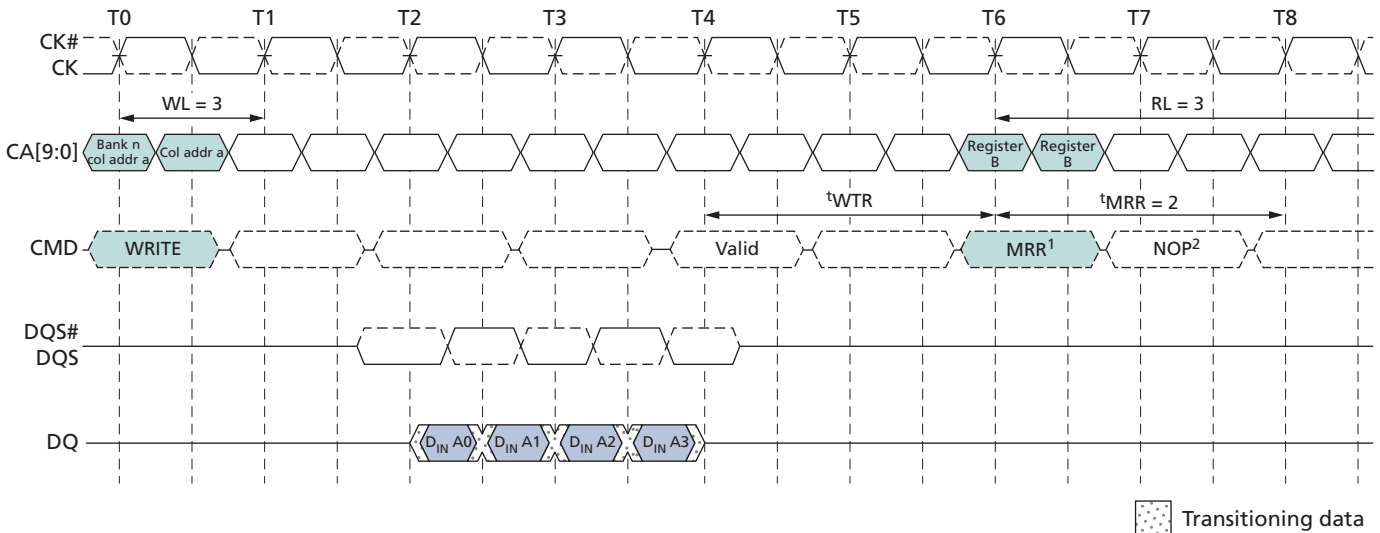 T0 T1 T2 T3 T4 T5 T6 T7 T8
CK#
CK
WL = 3 RL = 3
CA[9:0] Bank n col addr a Col addr a Register B Register B
tWTR tMRR = 2
CMD WRITE Valid MRR1 NOP2
DQS#
DQS
DQ DIN A0 DIN A1 DIN A2 DIN A3
Transitioning data